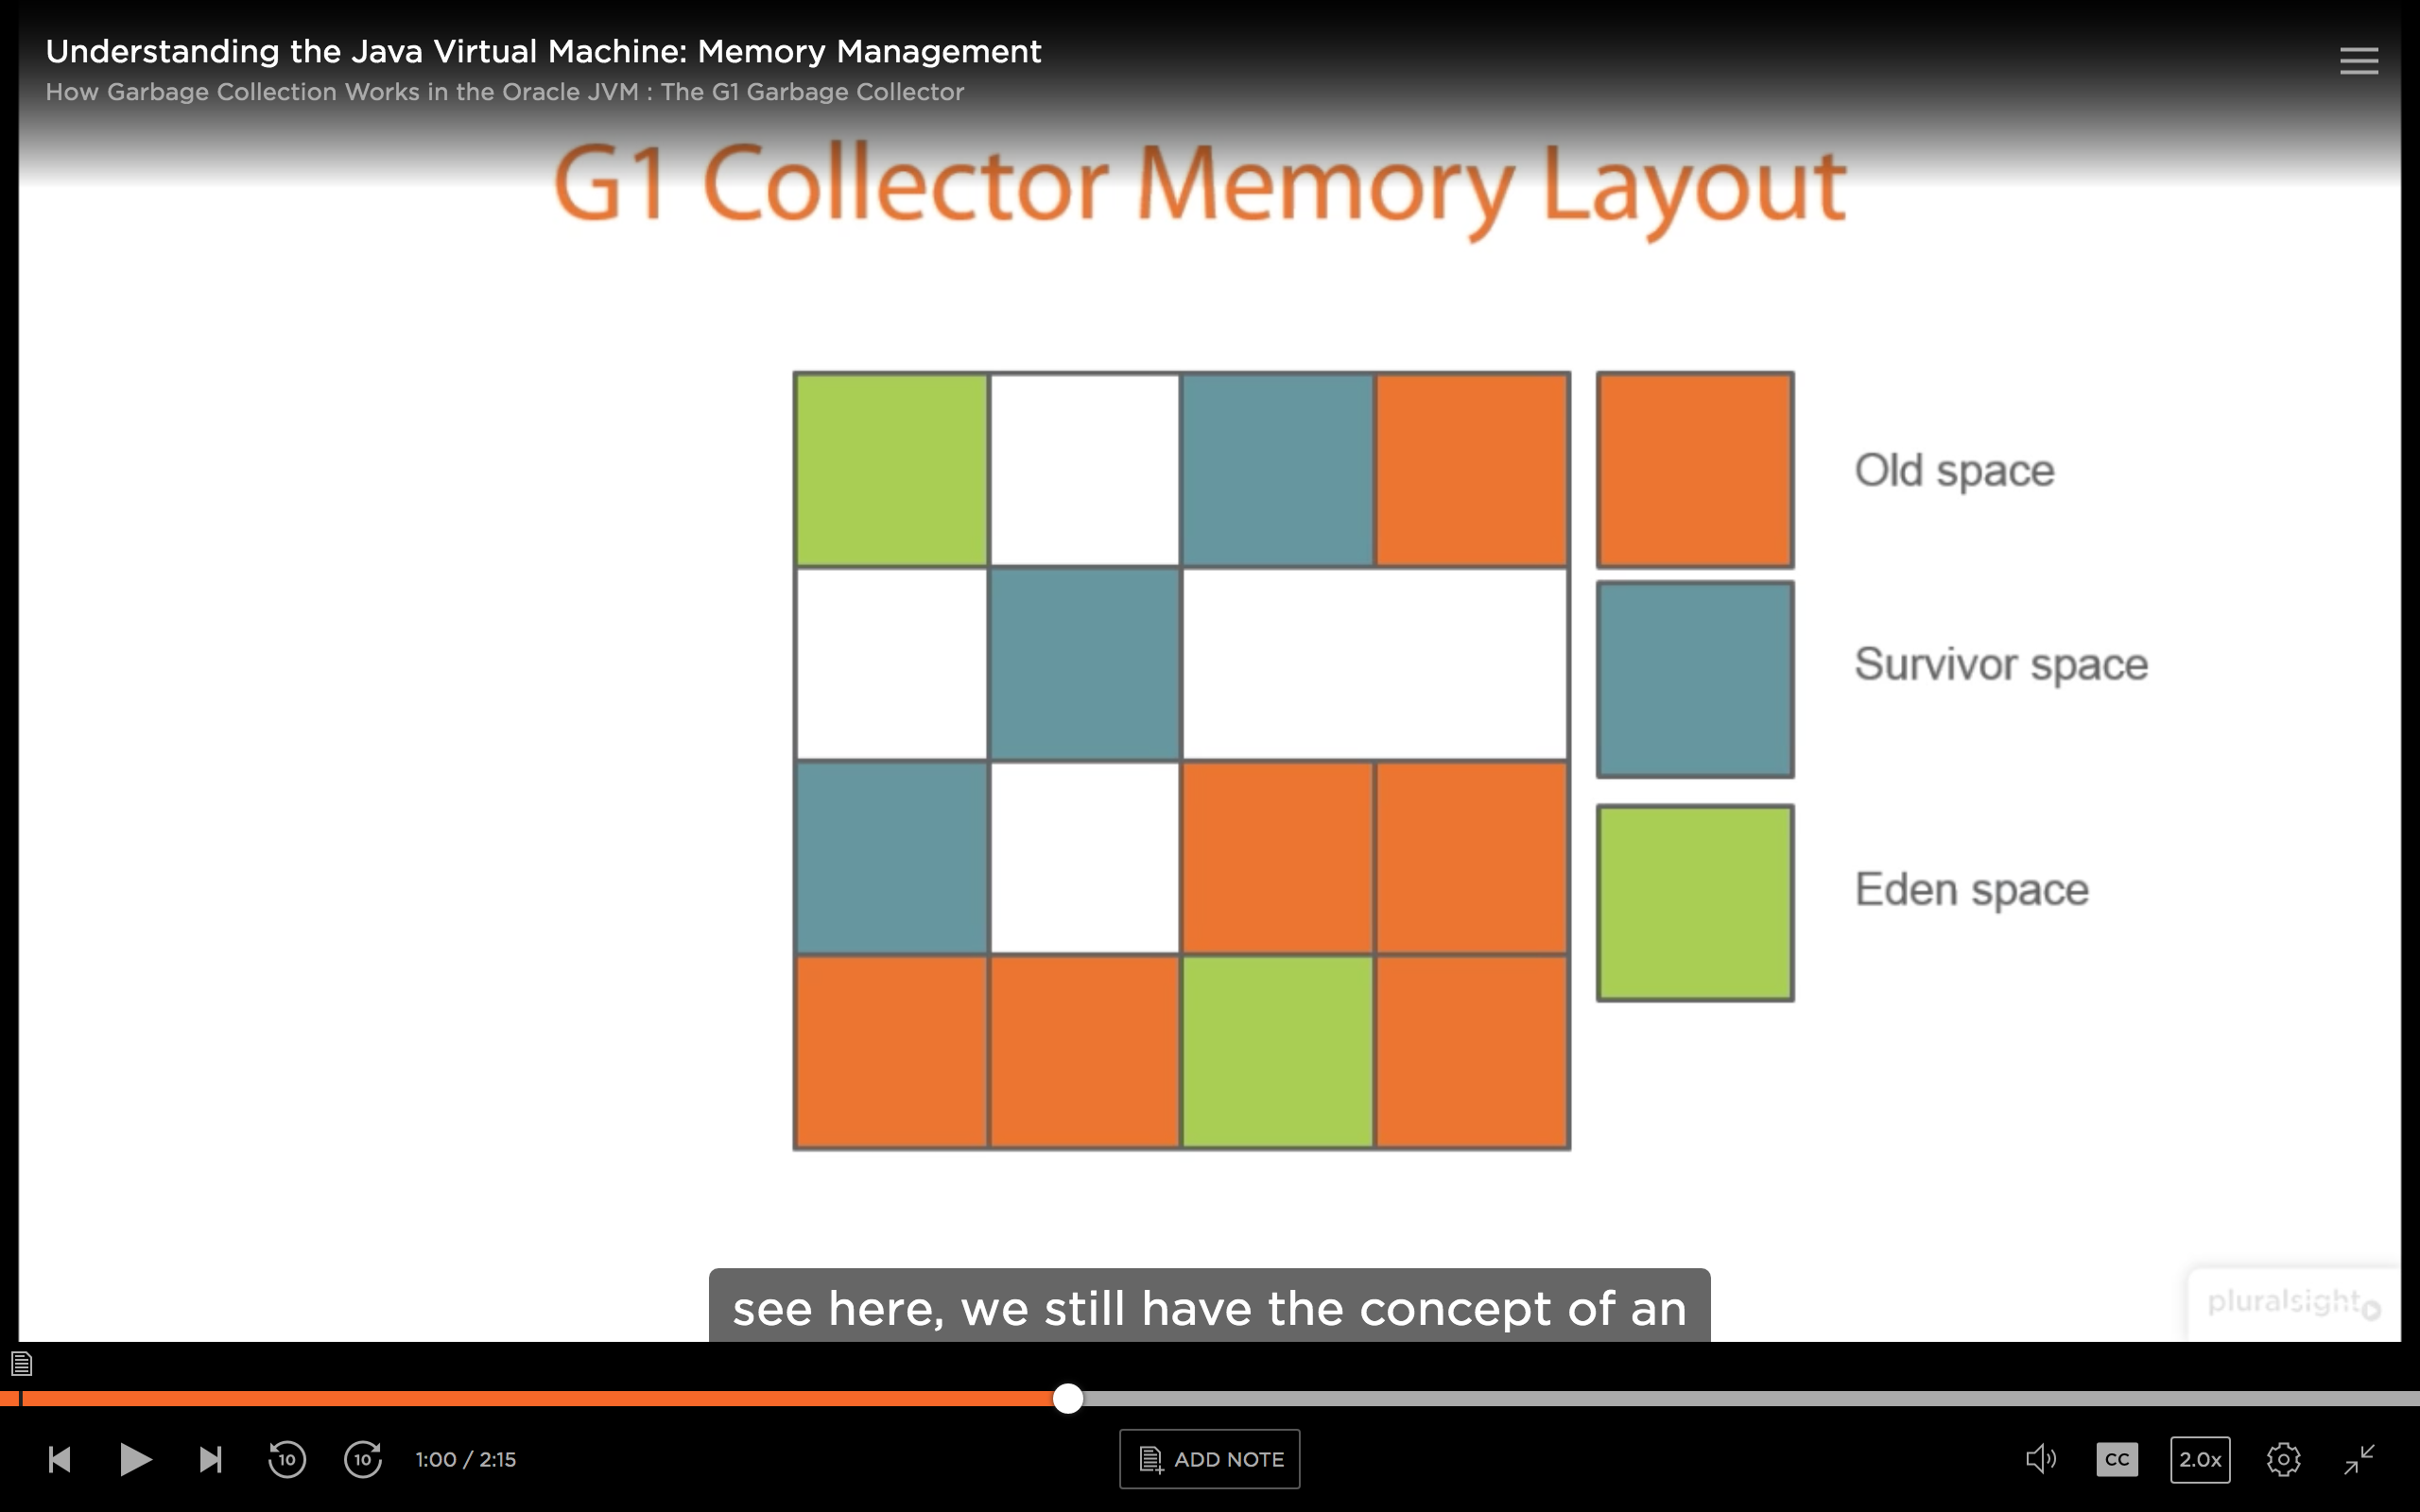 Understanding the Java Virtual Machine: Memory Management
How Garbage Collection Works in the Oracle JVM : The G1 Garbage Collector
G1 Collector Memory Layout
Old space
Survivor space
Eden space
see here, we still have the concept of an
pluralsight
10
10
1:00 / 2:15
ADD NOTE
CC
2.0x